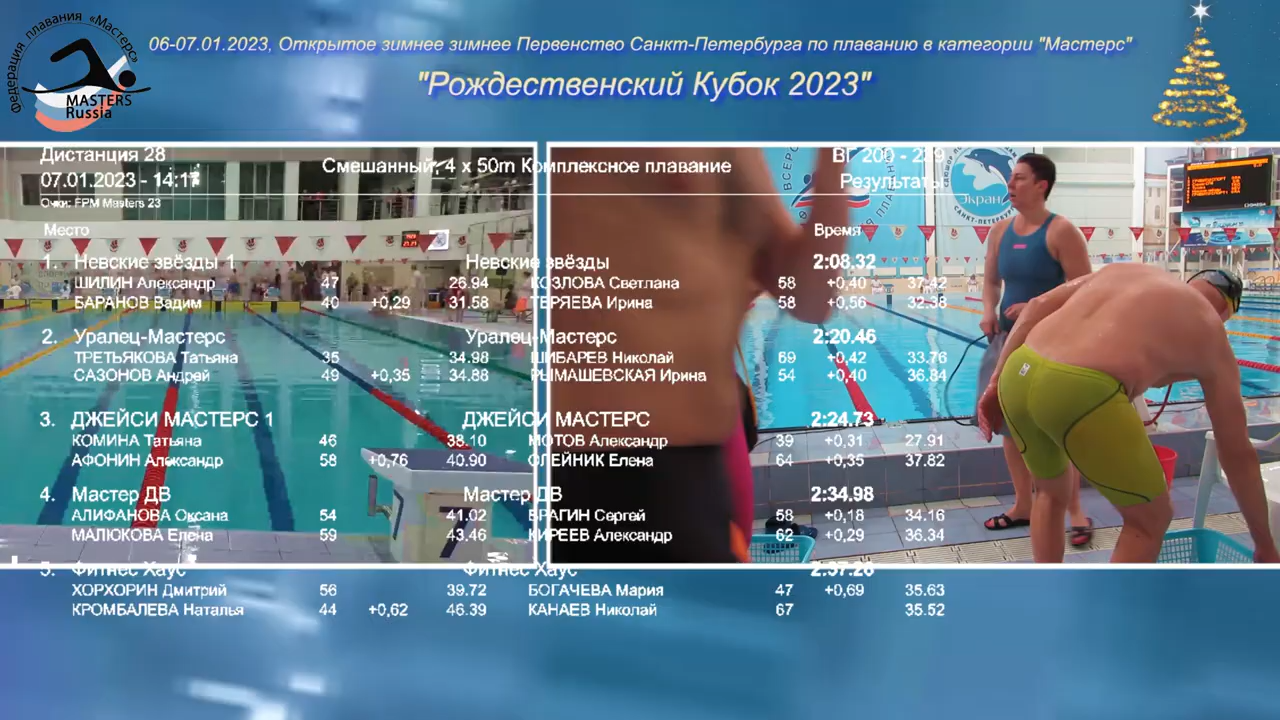 Федерация плавания «Мастерс»
MASTERS
Russia
06-07.01.2023, Открытое зимнее зимнее Первенство Санкт-Петербурга по плаванию в категории "Мастерс"
"Рождественский Кубок 2023"
Дистанция 28
07.01.2023 - 14:17
Очки: FPM Masters 23
Смешанный, 4 x 50m Комплексное плавание
ВГ 200 - 239
Результаты
Место Время
1. Невские звёзды 1 Невские звёзды 2:08.32
ШИЛИН Александр 47 26.94 КОЗЛОВА Светлана 58 +0,40 37.42
БАРАНОВ Вадим 40 +0,29 31.58 ТЕРЯЕВА Ирина 58 +0,56 32.38
2. Уралец-Мастерс Уралец-Мастерс 2:20.46
ТРЕТЬЯКОВА Татьяна 35 34.98 ШИБАРЕВ Николай 69 +0,42 33.76
САЗОНОВ Андрей 49 +0,35 34.88 РЫМАШЕВСКАЯ Ирина 54 +0,40 36.84
3. ДЖЕЙСИ МАСТЕРС 1 ДЖЕЙСИ МАСТЕРС 2:24.73
КОМИНА Татьяна 46 38.10 МОТОВ Александр 39 +0,31 27.91
АФОНИН Александр 58 +0,76 40.90 ОЛЕЙНИК Елена 64 +0,35 37.82
4. Мастер ДВ Мастер ДВ 2:34.98
АЛИФАНОВА Оксана 54 41.02 БРАГИН Сергей 58 +0,18 34.16
МАЛЮКОВА Елена 59 43.46 КИРЕЕВ Александр 62 +0,29 36.34
5. Фитнес Хаус Фитнес Хаус 2:37.26
ХОРХОРИН Дмитрий 56 39.72 БОГАЧЕВА Мария 47 +0,69 35.63
КРОМБАЛЕВА Наталья 44 +0,62 46.39 КАНАЕВ Николай 67 35.52
Экран
САНКТ-ПЕТЕРБУРГ
7